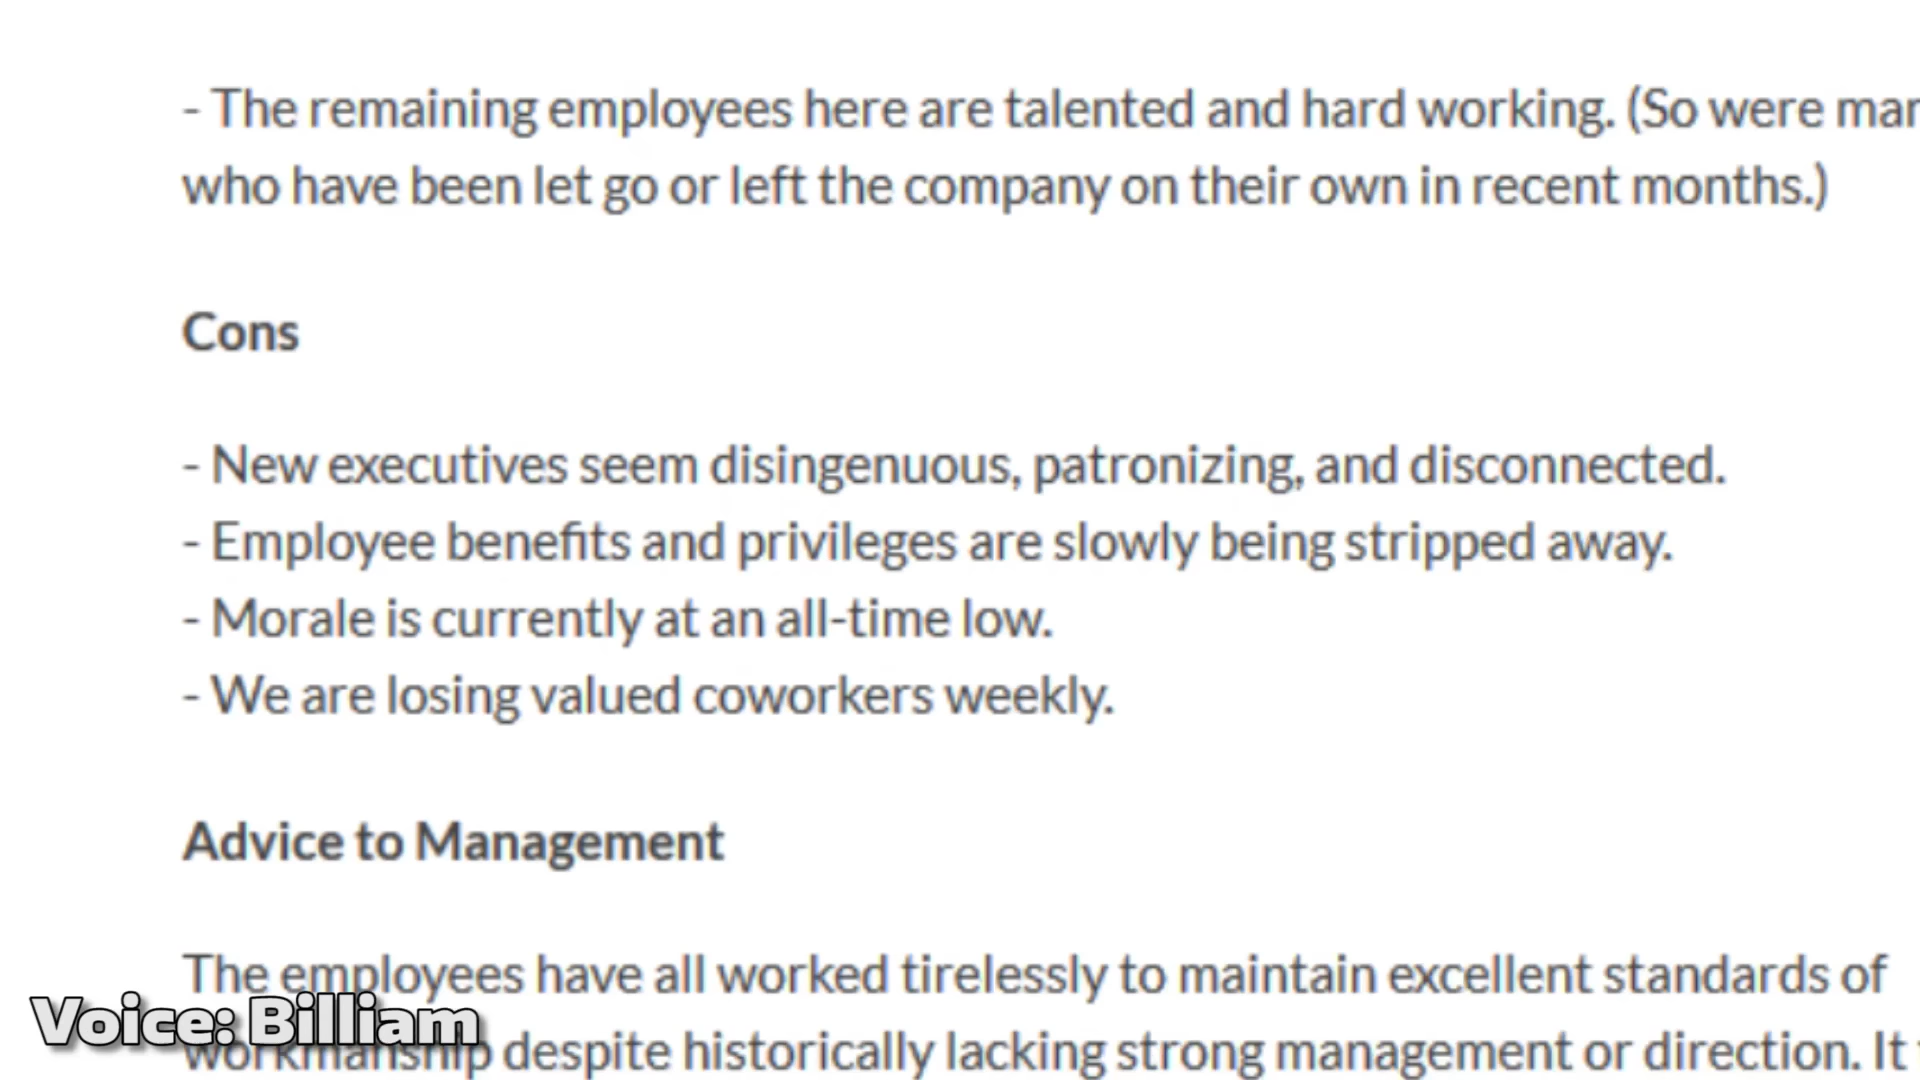 - The remaining employees here are talented and hard working. (So were
who have been let go or left the company on their own in recent months.)
Cons
- New executives seem disingenuous, patronizing, and disconnected.
- Employee benefits and privileges are slowly being stripped away.
- Morale is currently at an all-time low.
- We are losing valued coworkers weekly.
Advice to Management
The employees have all worked tirelessly to maintain excellent standards of
workmanship despite historically lacking strong management or direction. It
Voice: Billiam